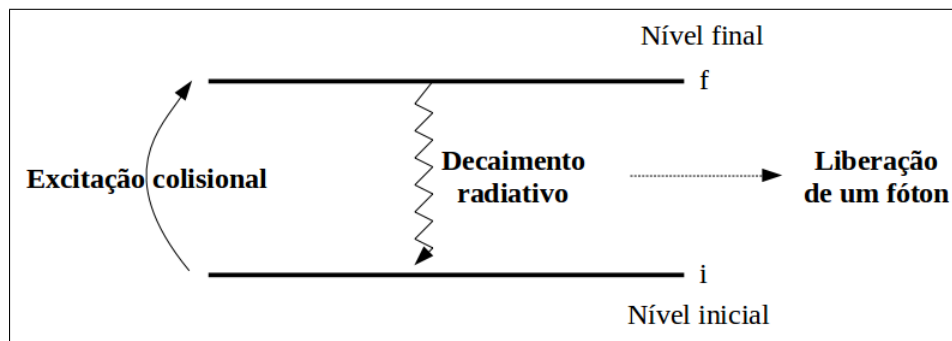 Nível final
f
Excitação colisional
Decaimento
radiativo
Liberação
de um fóton
i
Nível inicial